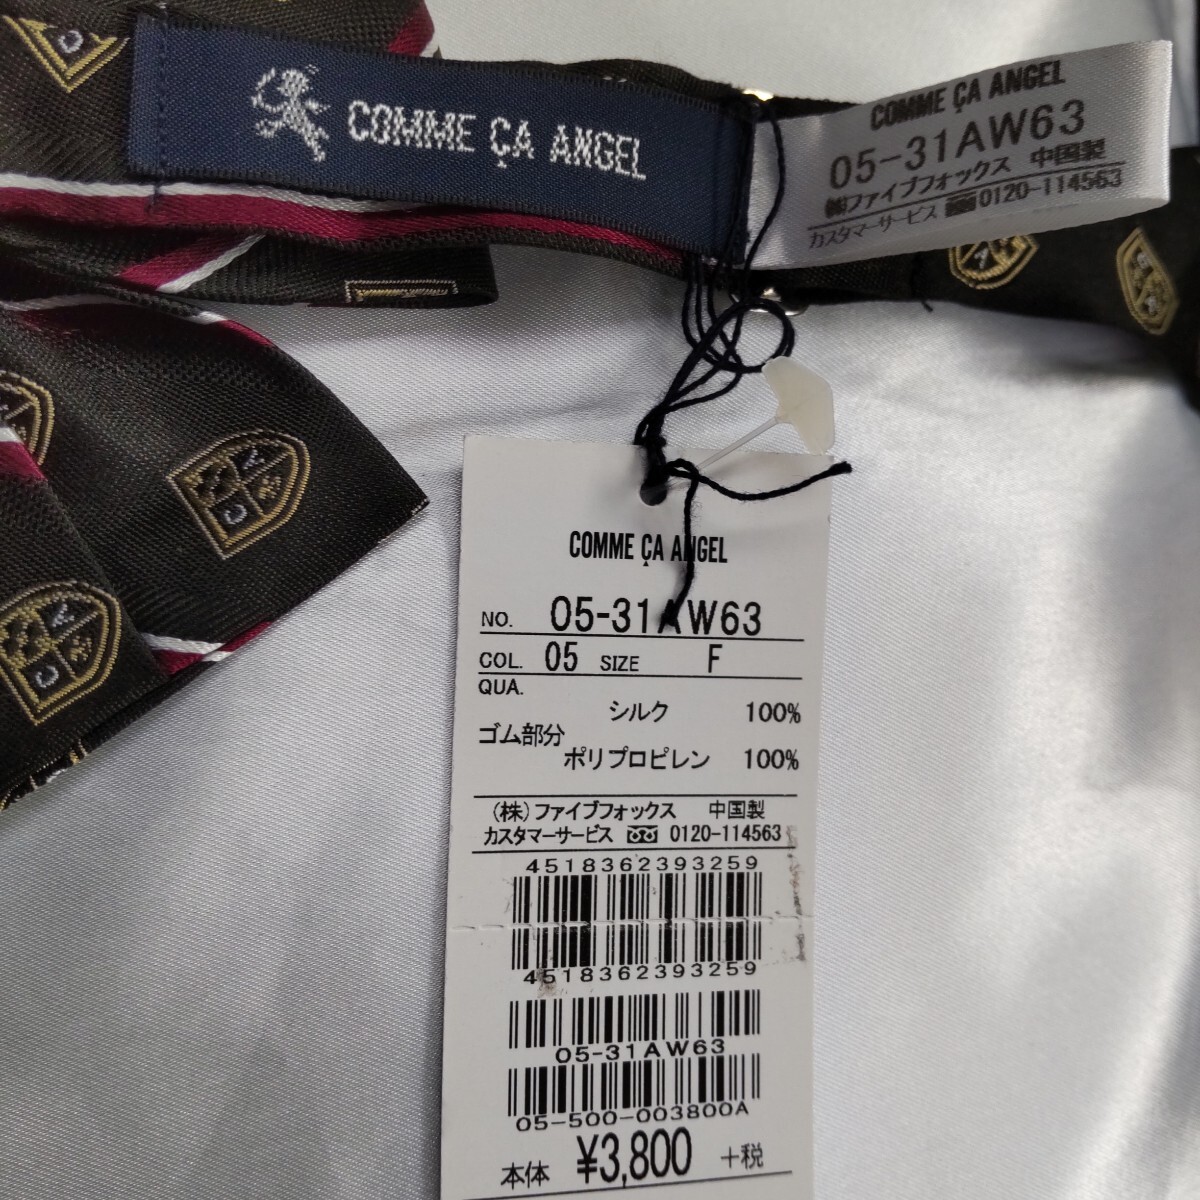 COMME ÇA ANGEL
COMME ÇA ANGEL
05-31AW63
㈱ファイブフォックス 中国製
カスタマーサービス 0120-114563
COMME ÇA ANGEL
NO. 05-31AW63
COL. 05 SIZE F
QUA.
シルク 100%
ゴム部分
ポリプロピレン 100%
(株)ファイブフォックス 中国製
カスタマーサービス 0120-114563
4518362393259
4518362393259
05-31AW63
05-500-003800A
本体 ¥3,800 +税